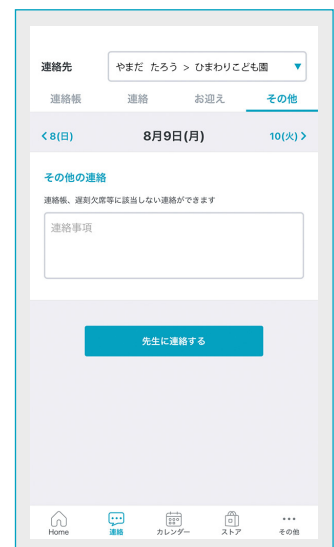 連絡先 やまだ たろう > ひまわりこども園 ▼
連絡帳 連絡 お迎え その他
< 8(日) 8月9日(月) 10(火) >
その他の連絡
連絡帳、遅刻欠席等に該当しない連絡ができます
連絡事項
先生に連絡する
Home 連絡 カレンダー ストア その他